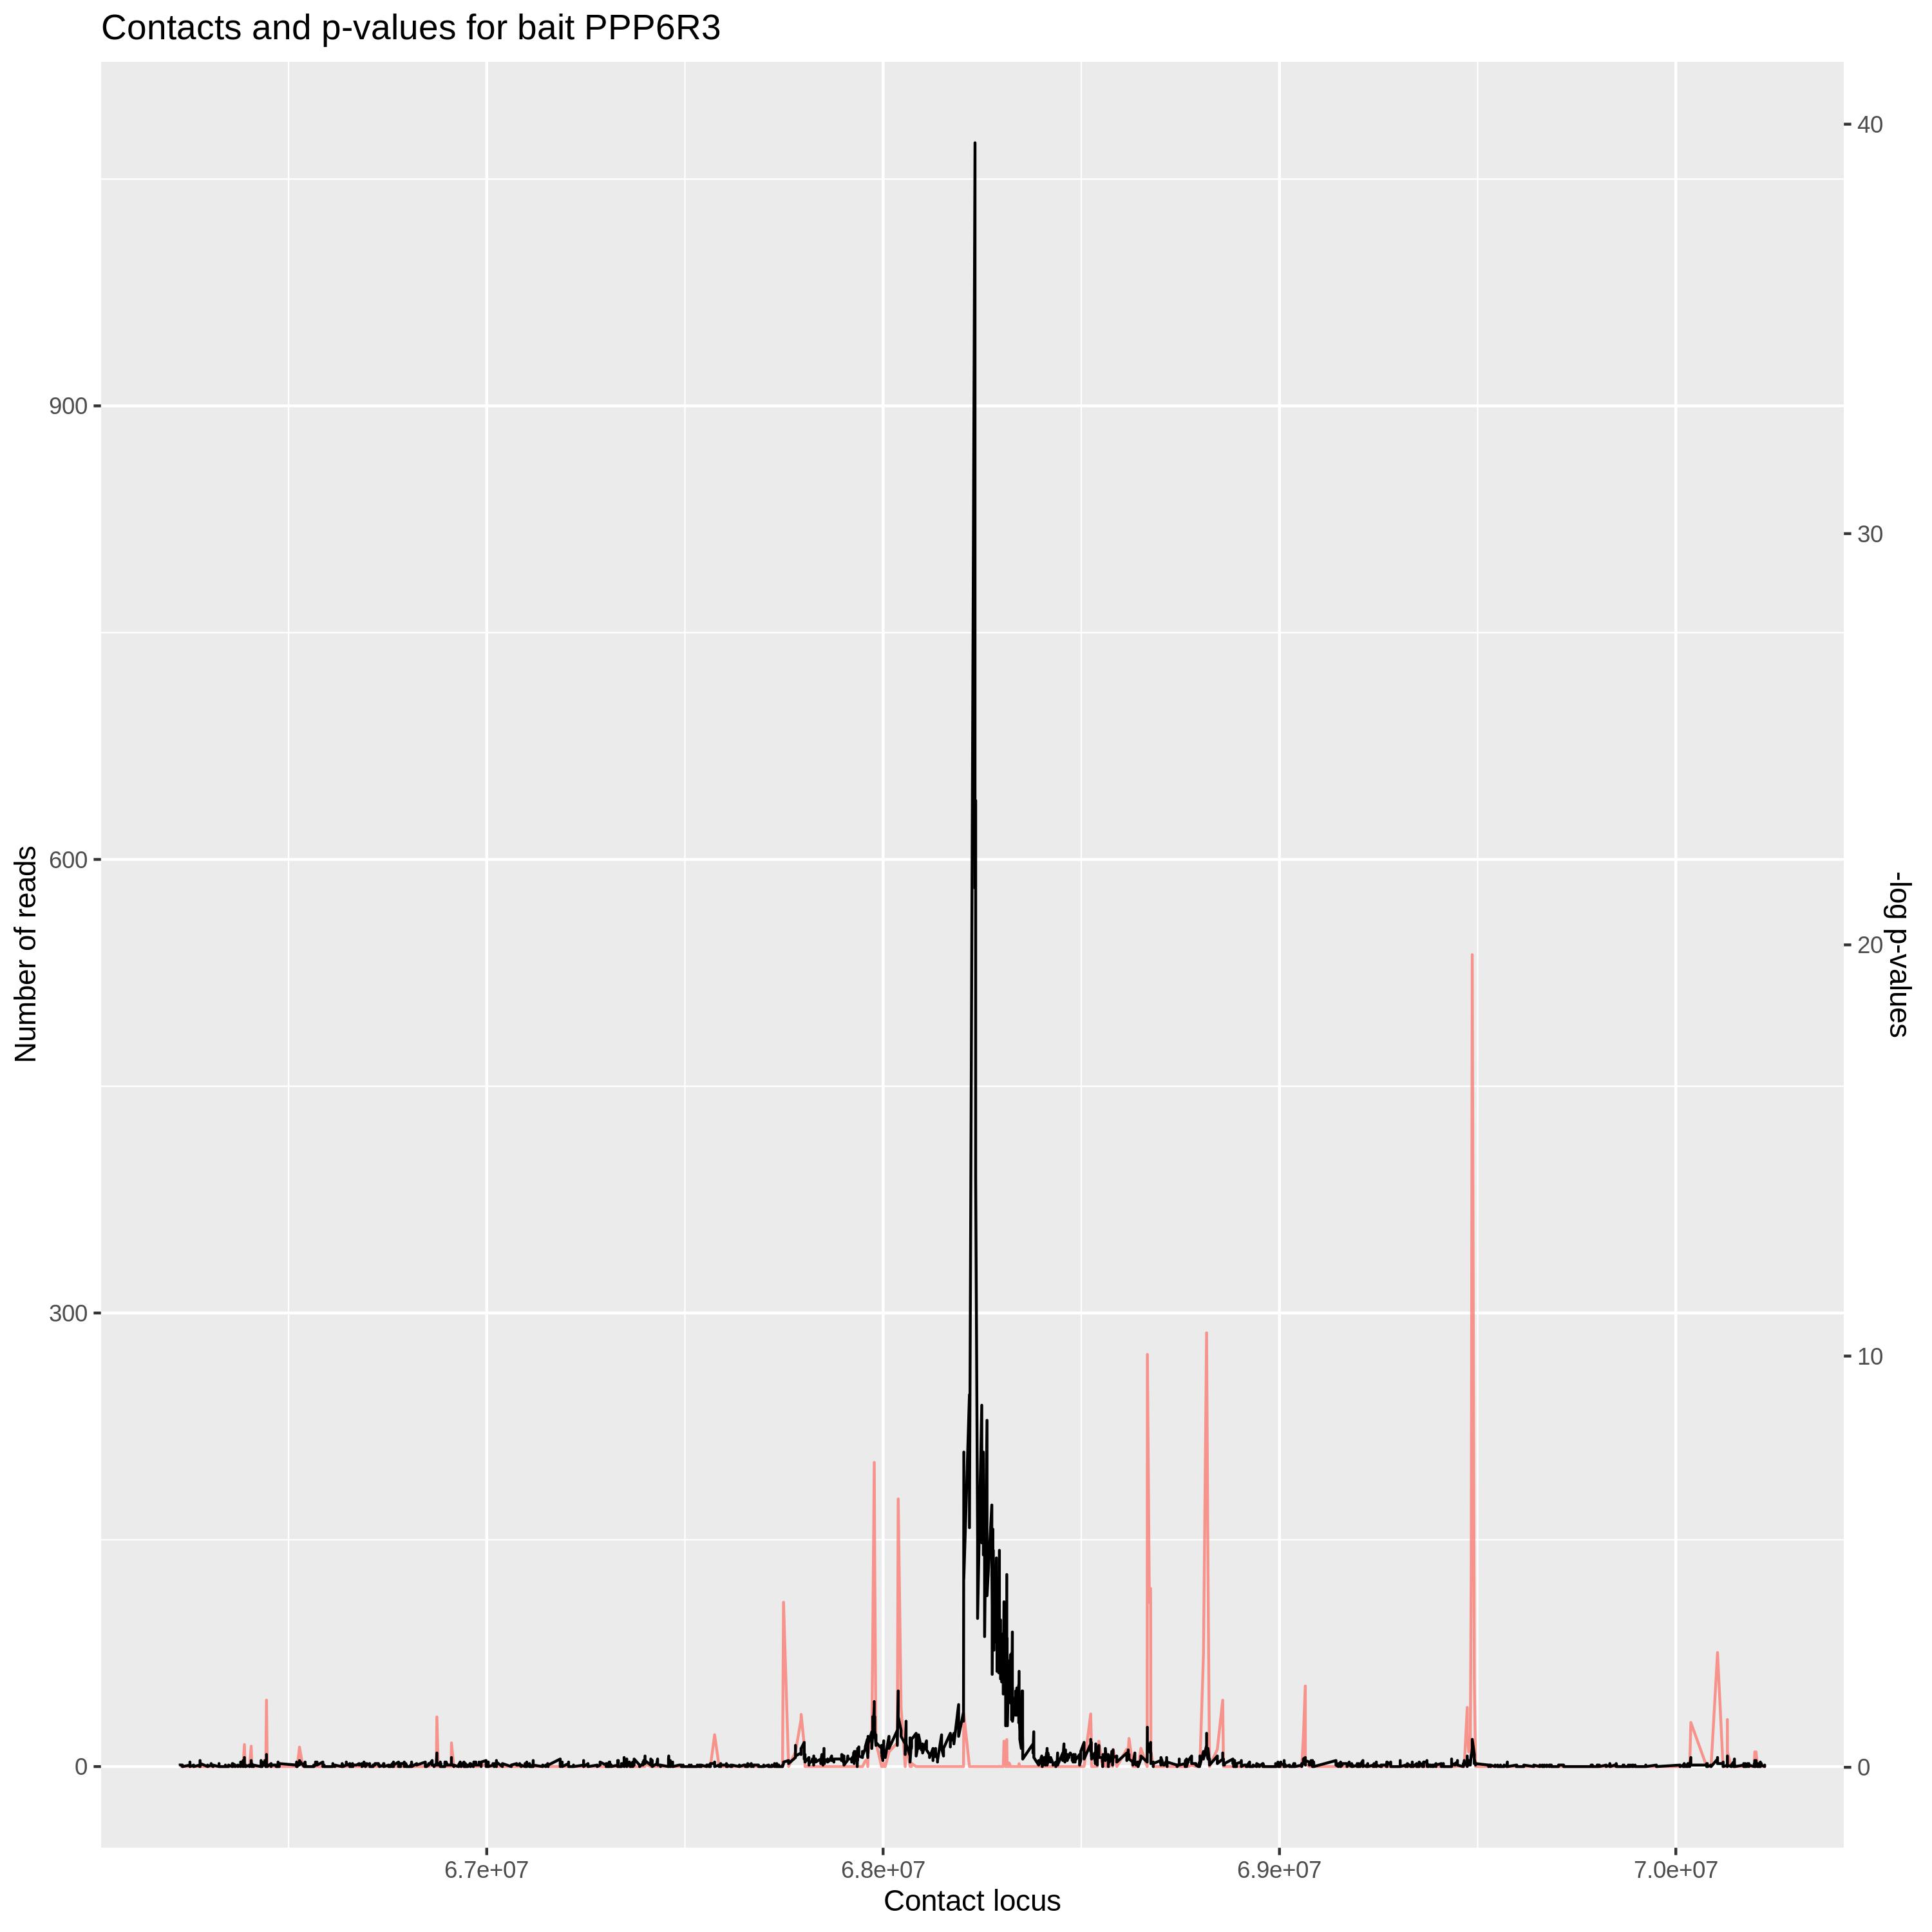 Contacts and p-values for bait PPP6R3
40
900
30
600
20
Number of reads
-log p-values
300
10
0
0
6.7e+07
6.8e+07
6.9e+07
7.0e+07
Contact locus